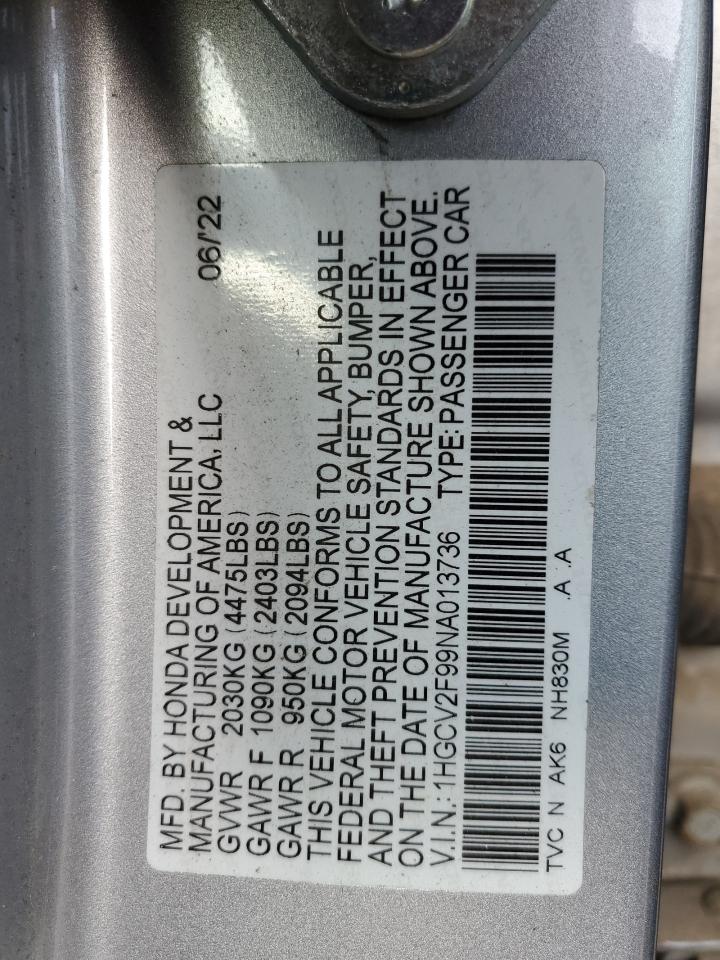 MFD. BY HONDA DEVELOPMENT &
MANUFACTURING OF AMERICA, LLC 06/'22
GVWR 2030KG (4475LBS)
GAWR F 1090KG (2403LBS)
GAWR R 950KG (2094LBS)
THIS VEHICLE CONFORMS TO ALL APPLICABLE
FEDERAL MOTOR VEHICLE SAFETY, BUMPER,
AND THEFT PREVENTION STANDARDS IN EFFECT
ON THE DATE OF MANUFACTURE SHOWN ABOVE.
V.I.N.: 1HGCV2F99NA013736 TYPE: PASSENGER CAR
TVC N AK6 NH830M .A .A